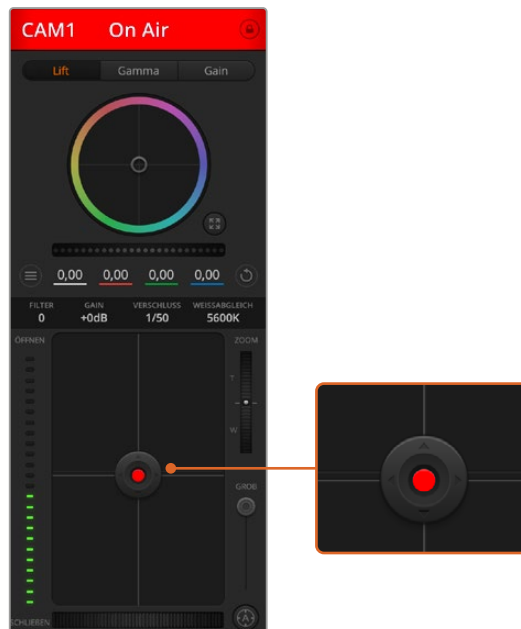 CAM1 On Air
Lift Gamma Gain
0,00 0,00 0,00 0,00
FILTER GAIN VERSCHLUSS WEISSABGLEICH
0 +0dB 1/50 5600K
ÖFFNEN ZOOM
T
W
GROB
SCHLIEßEN
A